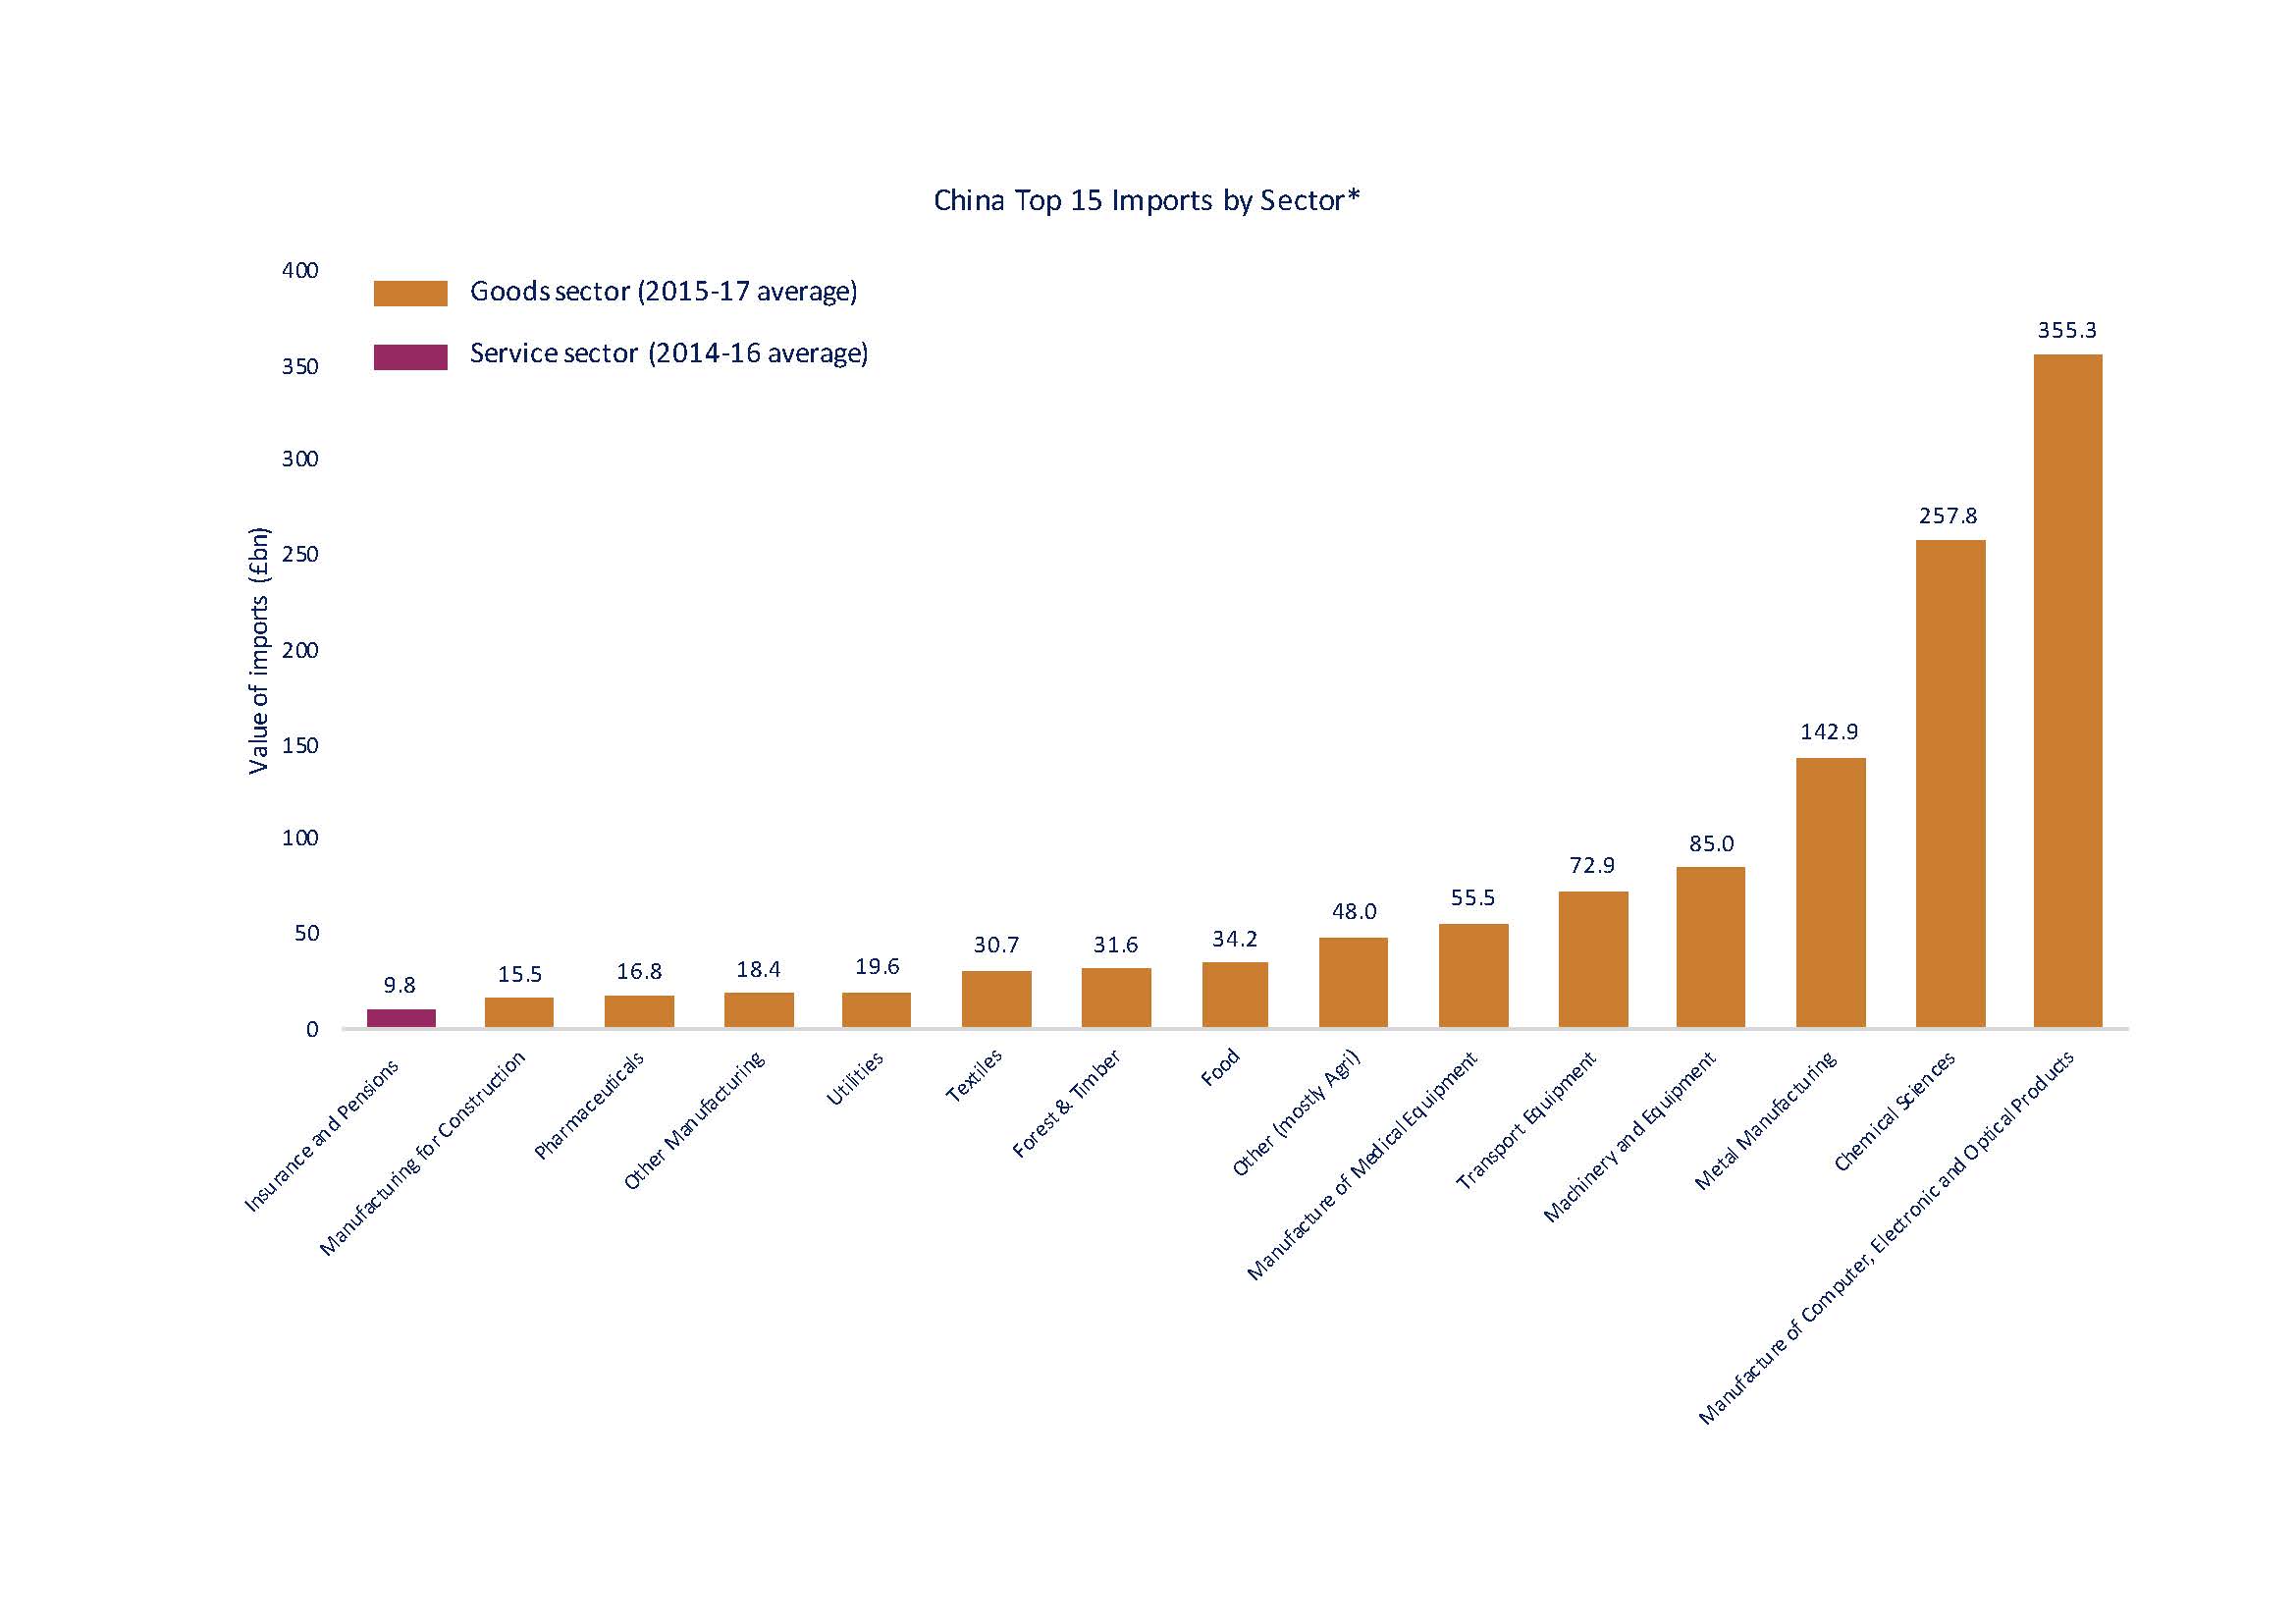 China Top 15 Imports by Sector*
400
350
300
250
200
150
100
50
0
Value of imports (£bn)
Goods sector (2015-17 average)
Service sector (2014-16 average)
9.8
15.5
16.8
18.4
19.6
30.7
31.6
34.2
48.0
55.5
72.9
85.0
142.9
257.8
355.3
Insurance and Pensions
Manufacturing for Construction
Pharmaceuticals
Other Manufacturing
Utilities
Textiles
Forest & Timber
Food
Other (mostly Agri)
Manufacture of Medical Equipment
Transport Equipment
Machinery and Equipment
Metal Manufacturing
Chemical Sciences
Manufacture of Computer, Electronic and Optical Products